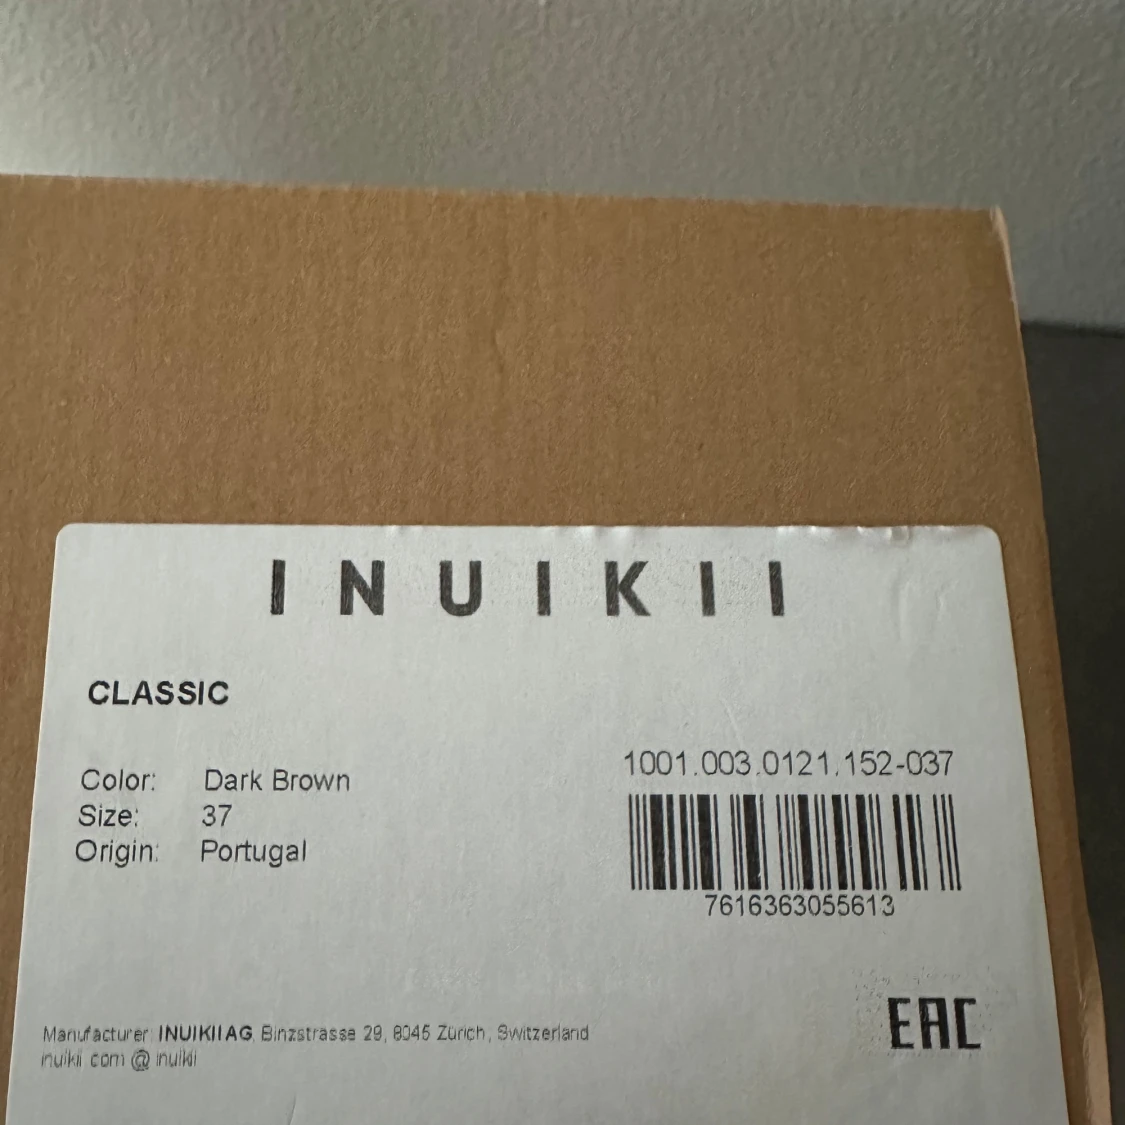 INUIKII
CLASSIC
Color: Dark Brown
Size: 37
Origin: Portugal
1001.003.0121.152-037
7616363055613
EAC
Manufacturer: INUIKII AG, Binzstrasse 29, 8045 Zürich, Switzerland
inuikii.com @ inuikii